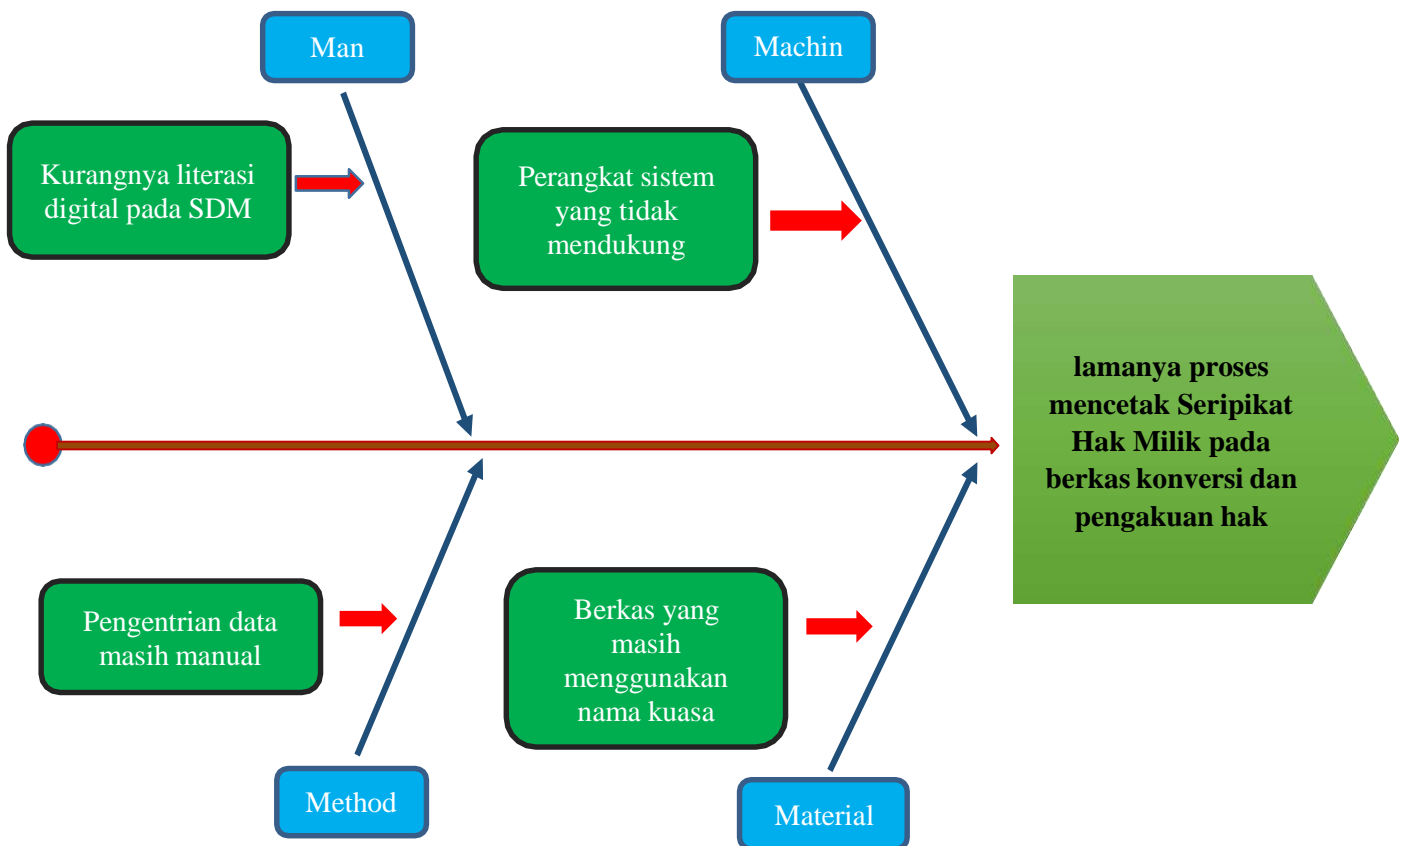 Man
Machin
Kurangnya literasi
digital pada SDM
Perangkat sistem
yang tidak
mendukung
lamanya proses
mencetak Seripikat
Hak Milik pada
berkas konversi dan
pengakuan hak
Pengentrian data
masih manual
Berkas yang
masih
menggunakan
nama kuasa
Method
Material